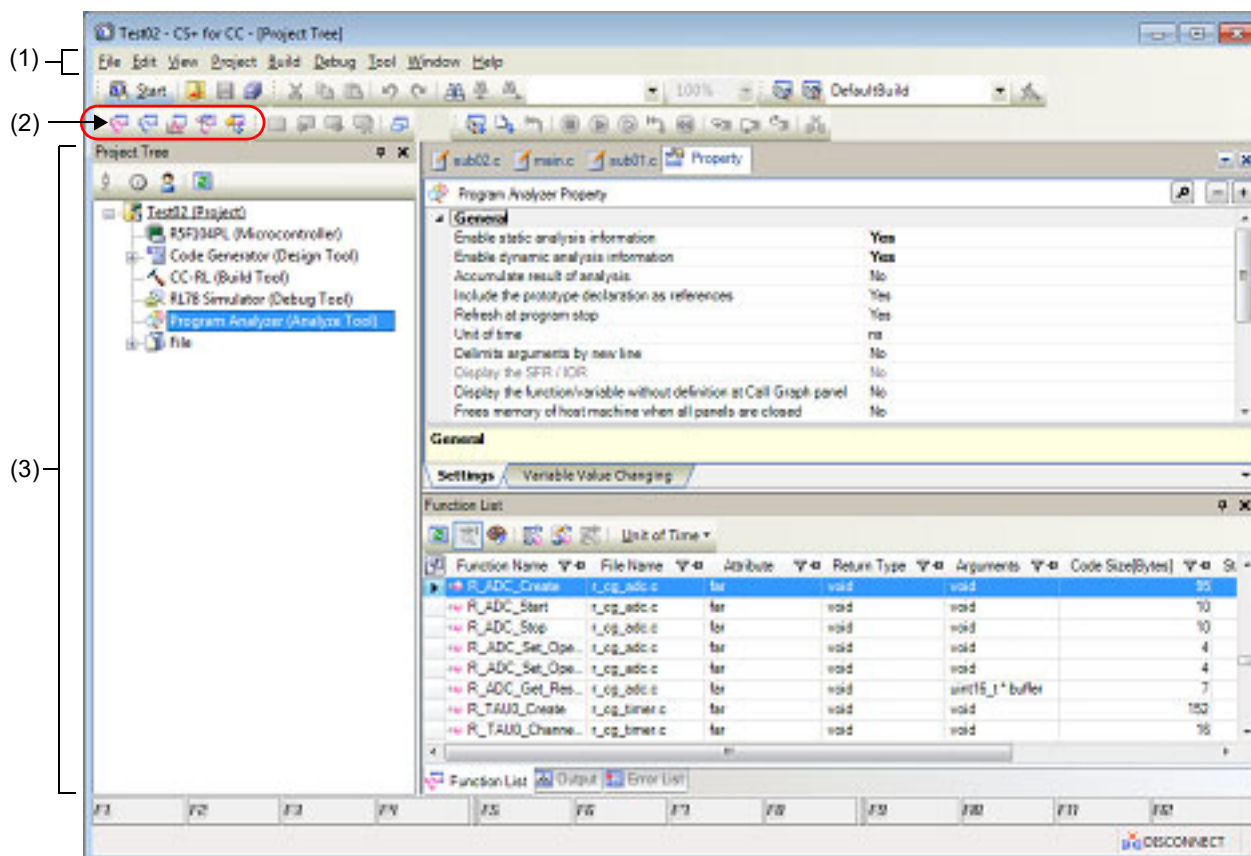 Test02 - CS+ for CC - [Project Tree]
(1)
File Edit View Project Build Debug Tool Window Help
Start 100% DefaultBuild
(2)
Project Tree
sub02.c main.c sub01.c Property
Program Analyzer Property
Test02 (Project)
R5F104PL (Microcontroller)
Code Generator (Design Tool)
CC-RL (Build Tool)
RL78 Simulator (Debug Tool)
Program Analyzer (Analyze Tool)
File
(3)
General
Enable static analysis information Yes
Enable dynamic analysis information Yes
Accumulate result of analysis No
Include the prototype declaration as references Yes
Refresh at program stop Yes
Unit of time ns
Delimits arguments by new line No
Display the SFR / IOR No
Display the function/variable without definition at Call Graph panel No
Frees memory of host machine when all panels are closed No
General
Settings Variable Value Changing
Function List
Unit of Time
Function Name File Name Attribute Return Type Arguments Code Size[Bytes] St
R_ADC_Create r_cg_adc.c far void void 95
R_ADC_Start r_cg_adc.c far void void 10
R_ADC_Stop r_cg_adc.c far void void 10
R_ADC_Set_Ope... r_cg_adc.c far void void 4
R_ADC_Set_Ope... r_cg_adc.c far void void 4
R_ADC_Get_Res... r_cg_adc.c far void uint16_t * buffer 7
R_TAU0_Create r_cg_timer.c far void void 152
R_TAU0_Channe... r_cg_timer.c far void void 16
Function List Output Error List
F1 F2 F3 F4 F5 F6 F7 F8 F9 F10 F11 F12
DISCONNECT